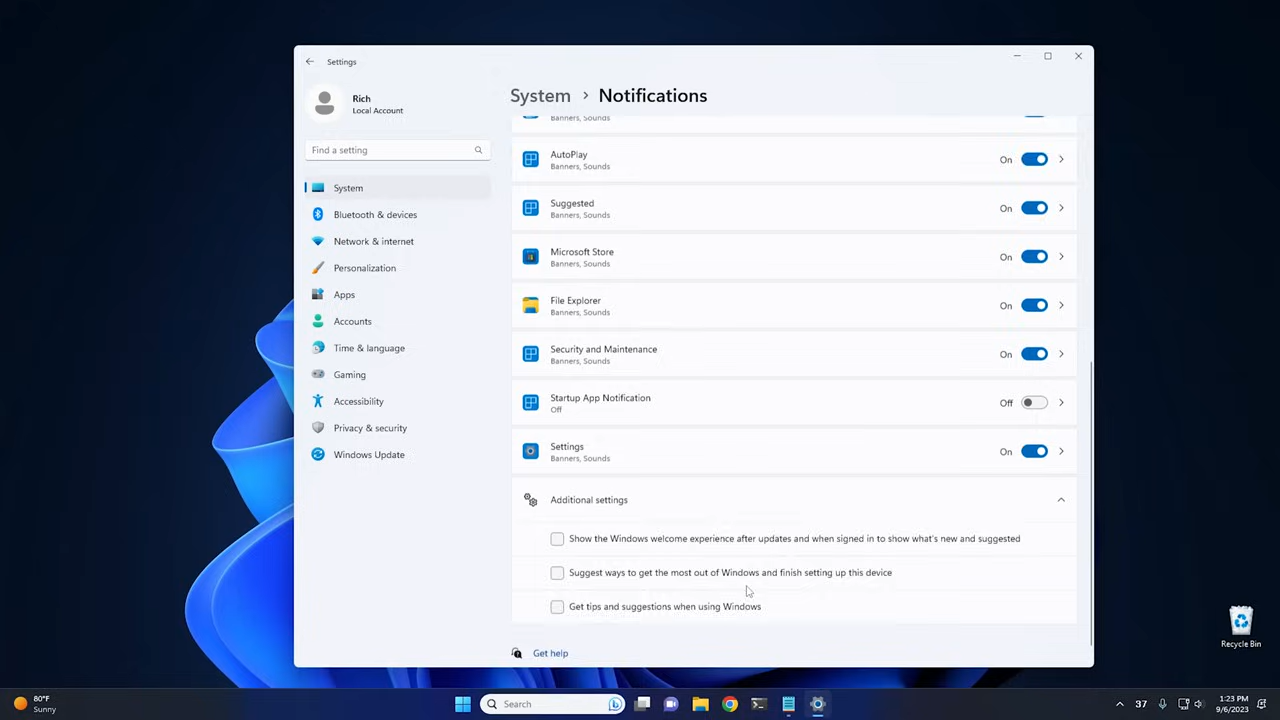 Settings
Rich
Local Account
Find a setting
System
Bluetooth & devices
Network & internet
Personalization
Apps
Accounts
Time & language
Gaming
Accessibility
Privacy & security
Windows Update
System > Notifications
Banners, Sounds
AutoPlay
Banners, Sounds
On
Suggested
Banners, Sounds
On
Microsoft Store
Banners, Sounds
On
File Explorer
Banners, Sounds
On
Security and Maintenance
Banners, Sounds
On
Startup App Notification
Off
Off
Settings
Banners, Sounds
On
Additional settings
Show the Windows welcome experience after updates and when signed in to show what's new and suggested
Suggest ways to get the most out of Windows and finish setting up this device
Get tips and suggestions when using Windows
Get help
Recycle Bin
80°F
Sunny
Search
37
1:23 PM
9/6/2023